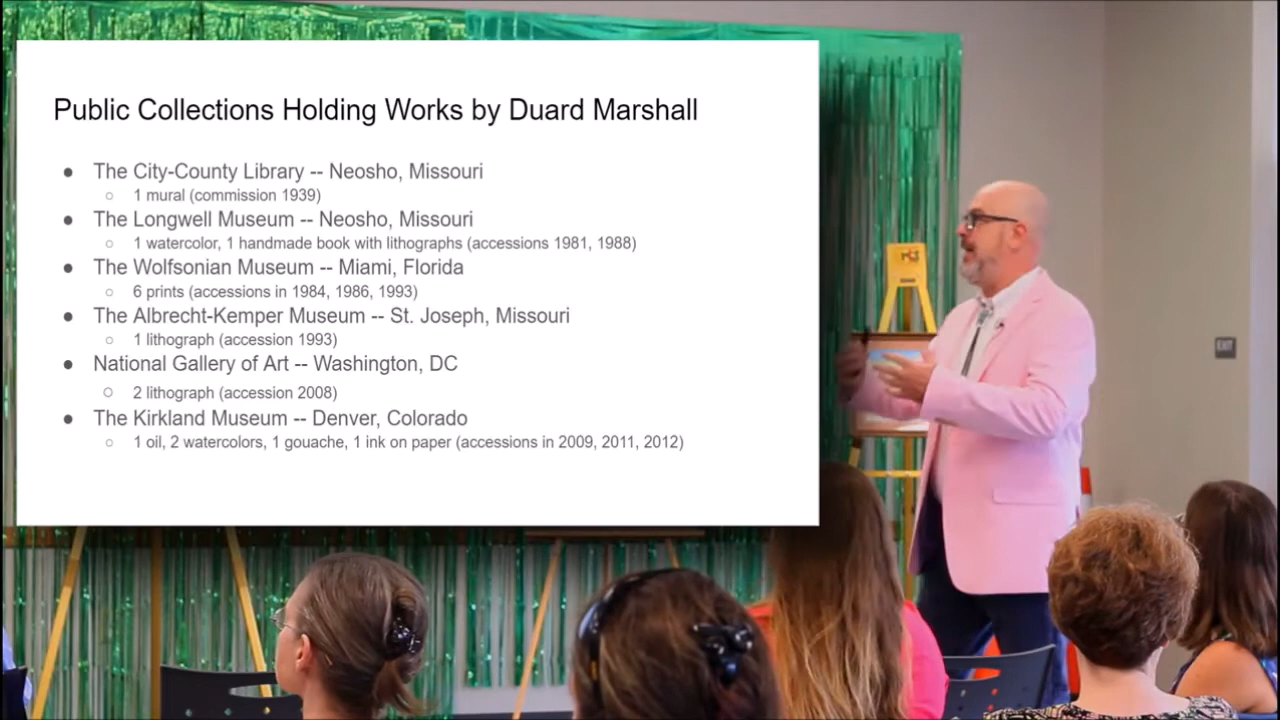 Public Collections Holding Works by Duard Marshall
● The City-County Library -- Neosho, Missouri
○ 1 mural (commission 1939)
● The Longwell Museum -- Neosho, Missouri
○ 1 watercolor, 1 handmade book with lithographs (accessions 1981, 1988)
● The Wolfsonian Museum -- Miami, Florida
○ 6 prints (accessions in 1984, 1986, 1993)
● The Albrecht-Kemper Museum -- St. Joseph, Missouri
○ 1 lithograph (accession 1993)
● National Gallery of Art -- Washington, DC
○ 2 lithograph (accession 2008)
● The Kirkland Museum -- Denver, Colorado
○ 1 oil, 2 watercolors, 1 gouache, 1 ink on paper (accessions in 2009, 2011, 2012)
EXIT